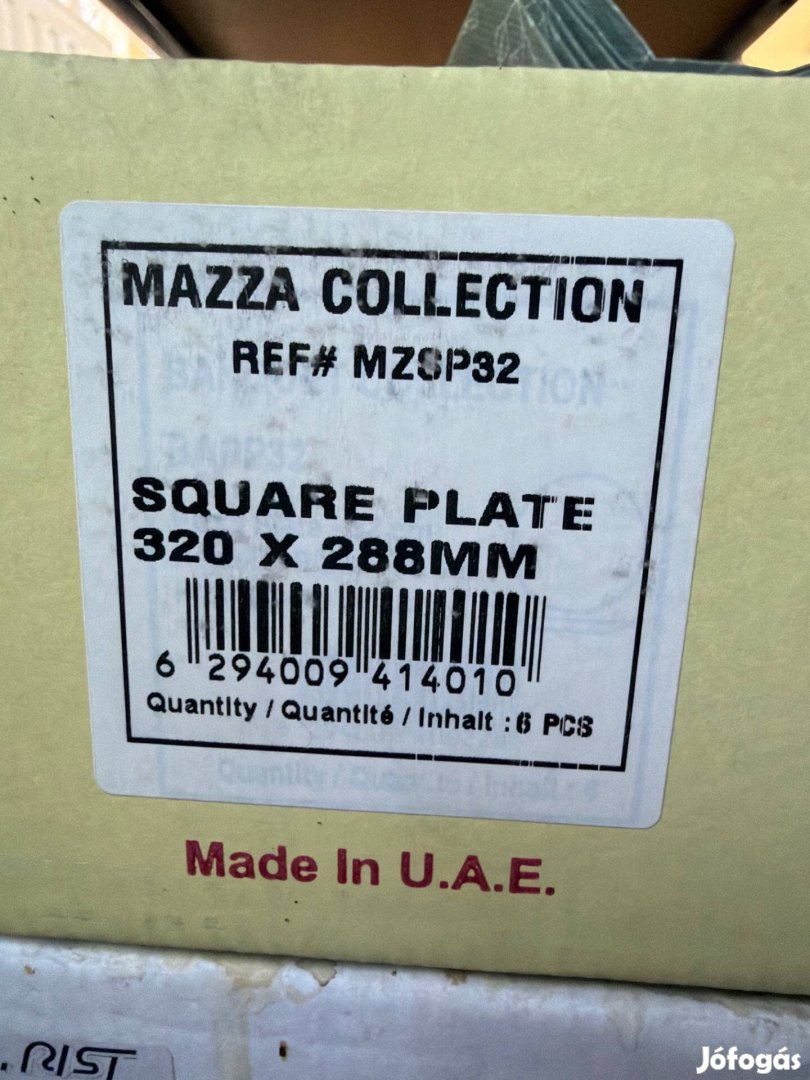 MAZZA COLLECTION
REF# MZSP32
SQUARE PLATE
320 X 288MM
6 294009 414010
Quantity / Quantité / Inhalt : 6 PCS
Made In U.A.E.
RIST
Jófogás